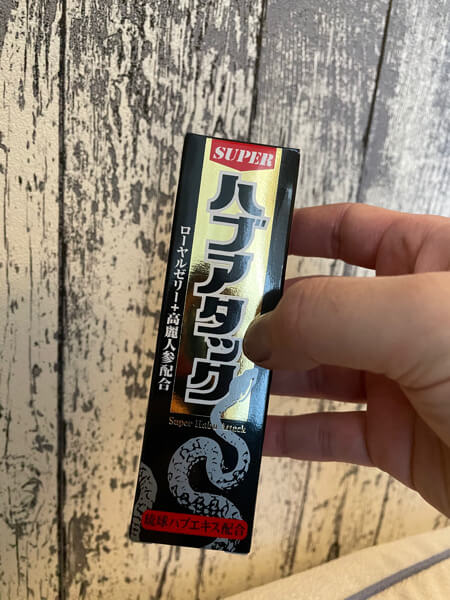 SUPER
ハブアタック
ローヤルゼリー+高麗人参配合
Super Habu Attack
琉球ハブエキス配合